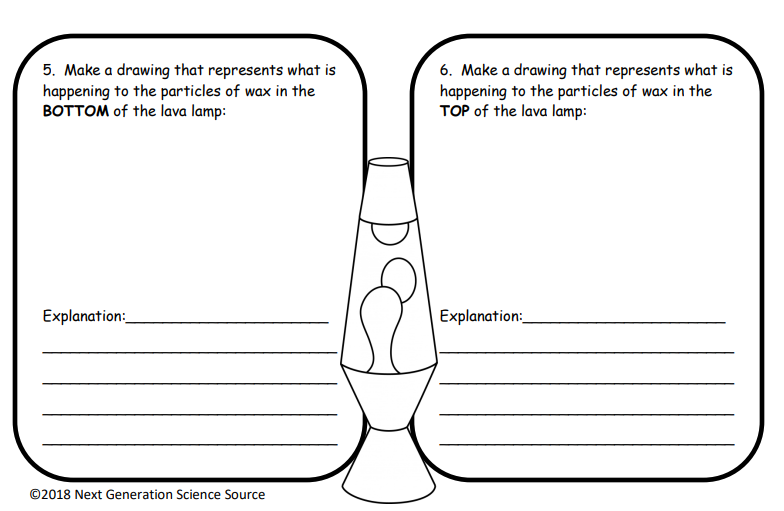 5. Make a drawing that represents what is
happening to the particles of wax in the
BOTTOM of the lava lamp:
Explanation:
6. Make a drawing that represents what is
happening to the particles of wax in the
TOP of the lava lamp:
Explanation:
©2018 Next Generation Science Source